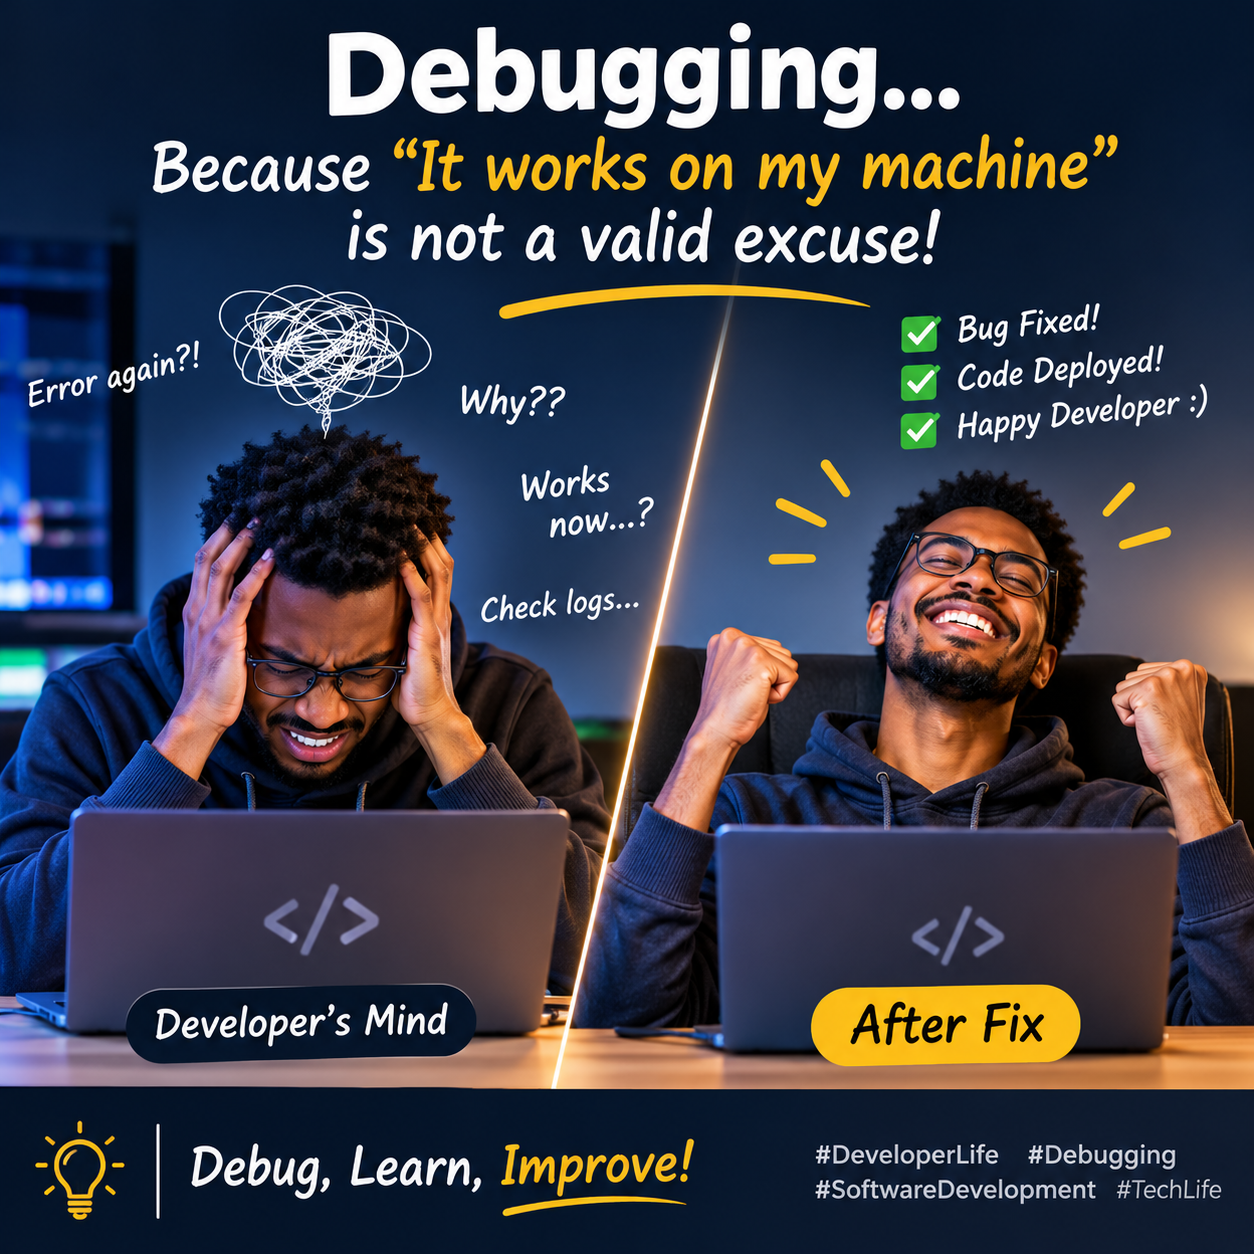 Debugging...
Because “It works on my machine”
is not a valid excuse!
Error again?!
Why??
Works
now...?
Check logs...
Bug Fixed!
Code Deployed!
Happy Developer :)
</>
</>
Developer's Mind
After Fix
Debug, Learn, Improve!
#DeveloperLife #Debugging
#SoftwareDevelopment #TechLife